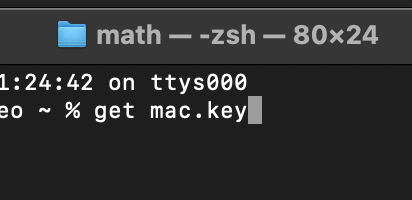 math — -zsh — 80×24
1:24:42 on ttys000
eo ~ % get mac.key